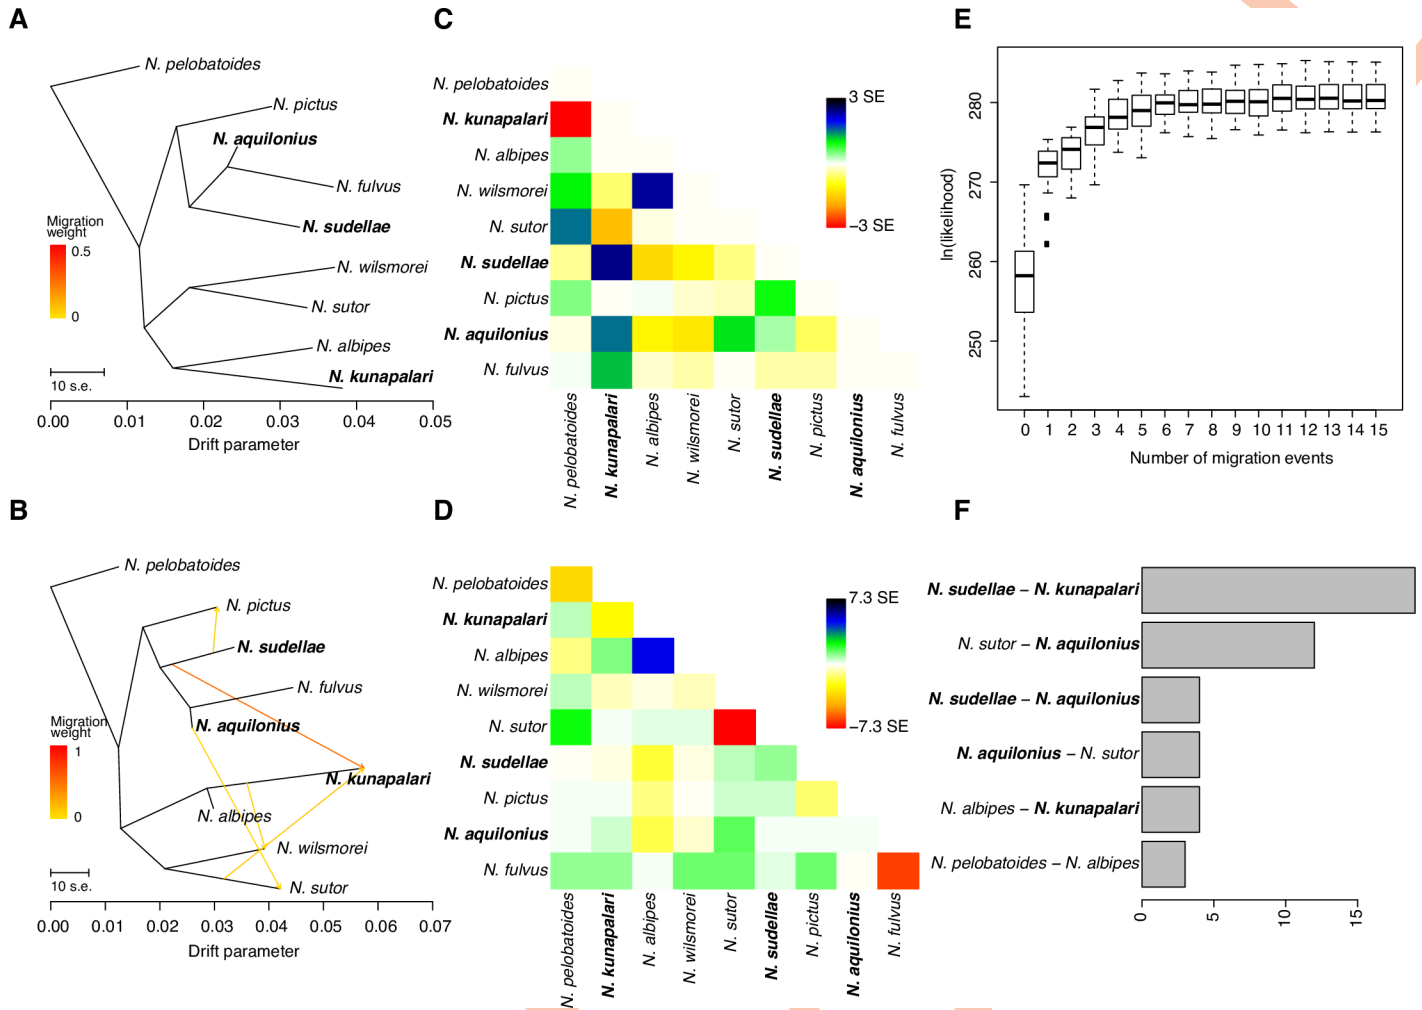 A
N. pelobatoides
N. pictus
N. aquilonius
N. fulvus
N. sudellae
N. wilsmorei
N. sutor
N. albipes
N. kunapalari
Migration
weight
0.5
0
10 s.e.
0.00 0.01 0.02 0.03 0.04 0.05
Drift parameter
B
N. pelobatoides
N. pictus
N. sudellae
N. fulvus
N. aquilonius
N. kunapalari
N. albipes
N. wilsmorei
N. sutor
Migration
weight
1
0
10 s.e.
0.00 0.01 0.02 0.03 0.04 0.05 0.06 0.07
Drift parameter
C
N. pelobatoides
N. kunapalari
N. albipes
N. wilsmorei
N. sutor
N. sudellae
N. pictus
N. aquilonius
N. fulvus
3 SE
−3 SE
N. pelobatoides
N. kunapalari
N. albipes
N. wilsmorei
N. sutor
N. sudellae
N. pictus
N. aquilonius
N. fulvus
D
N. pelobatoides
N. kunapalari
N. albipes
N. wilsmorei
N. sutor
N. sudellae
N. pictus
N. aquilonius
N. fulvus
7.3 SE
−7.3 SE
N. pelobatoides
N. kunapalari
N. albipes
N. wilsmorei
N. sutor
N. sudellae
N. pictus
N. aquilonius
N. fulvus
E
ln(likelihood)
280
270
260
250
0 1 2 3 4 5 6 7 8 9 10 11 12 13 14 15
Number of migration events
F
N. sudellae – N. kunapalari
N. sutor – N. aquilonius
N. sudellae – N. aquilonius
N. aquilonius – N. sutor
N. albipes – N. kunapalari
N. pelobatoides – N. albipes
0 5 10 15